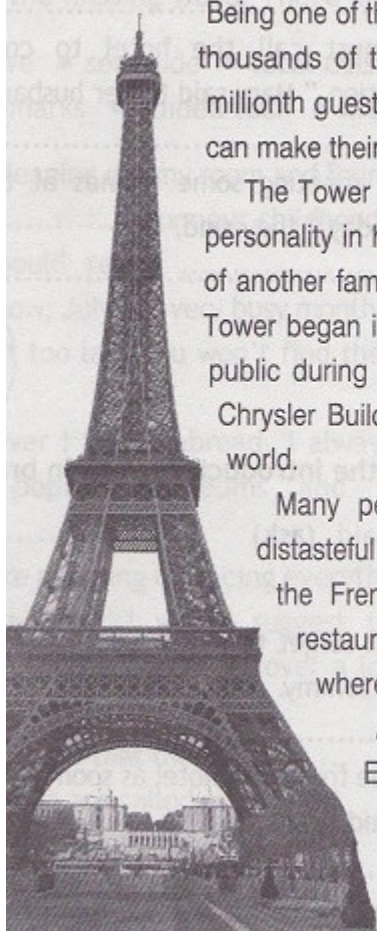 Being one of th
thousands of t
millionth guest
can make their
The Tower
personality in h
of another fam
Tower began i
public during
Chrysler Build
world.
Many pe
distasteful
the Fren
restaur
where
E